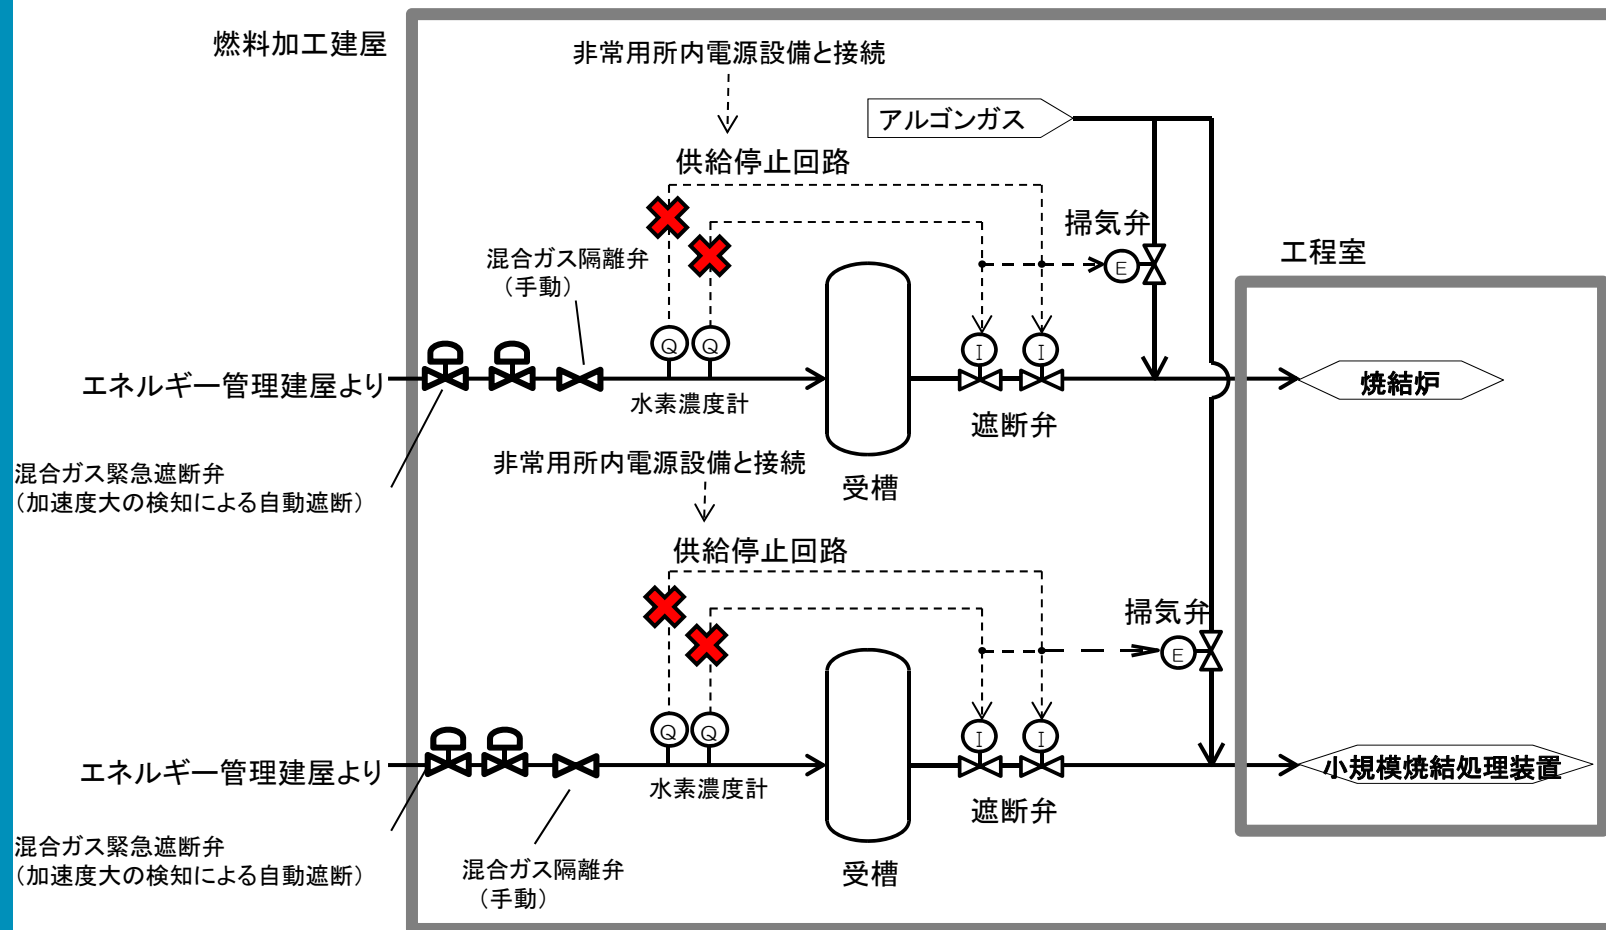 燃料加工建屋
非常用所内電源設備と接続
アルゴンガス
供給停止回路
掃気弁
工程室
混合ガス隔離弁
（手動）
E
Q
Q
I
I
エネルギー管理建屋より
水素濃度計
遮断弁
焼結炉
混合ガス緊急遮断弁
（加速度大の検知による自動遮断）
非常用所内電源設備と接続
受槽
供給停止回路
掃気弁
E
Q
Q
I
I
エネルギー管理建屋より
水素濃度計
遮断弁
小規模焼結処理装置
混合ガス緊急遮断弁
（加速度大の検知による自動遮断）
混合ガス隔離弁
（手動）
受槽